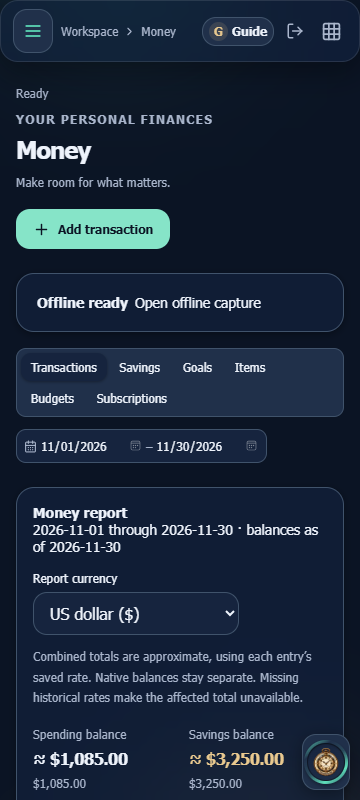 Workspace > Money
G Guide
Ready
YOUR PERSONAL FINANCES
Money
Make room for what matters.
+ Add transaction
Offline ready Open offline capture
Transactions Savings Goals Items
Budgets Subscriptions
11/01/2026 – 11/30/2026
Money report
2026-11-01 through 2026-11-30 · balances as
of 2026-11-30
Report currency
US dollar ($)
Combined totals are approximate, using each entry’s
saved rate. Native balances stay separate. Missing
historical rates make the affected total unavailable.
Spending balance Savings balance
≈ $1,085.00 ≈ $3,250.00
$1,085.00 $3,250.00